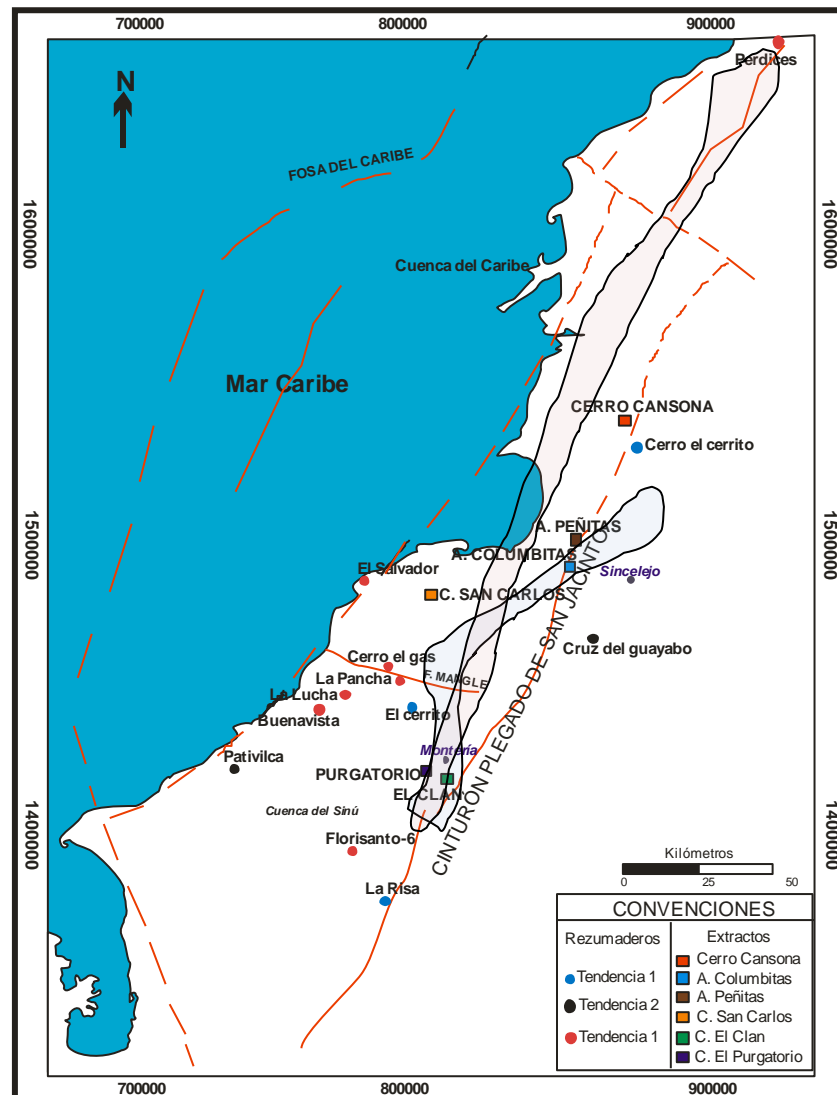 700000 800000 900000
N
Perdices
FOSA DEL CARIBE
1600000 1600000
Cuenca del Caribe
Mar Caribe
CERRO CANSONA
Cerro el cerrito
1500000 1500000
A. PEÑITAS
A. COLUMBITAS
El Salvador
Sincelejo
C. SAN CARLOS
CINTURÓN PLEGADO DE SAN JACINTO
Cruz del guayabo
Cerro el gas
La Pancha
F. MANGLE
La Lucha
Buenavista
El cerrito
Pativilca
Montería
PURGATORIO
EL CLAN
Cuenca del Sinú
1400000 1400000
Florisanto-6
La Risa
Kilómetros
0 25 50
CONVENCIONES
Rezumaderos
Tendencia 1
Tendencia 2
Tendencia 1
Extractos
Cerro Cansona
A. Columbitas
A. Peñitas
C. San Carlos
C. El Clan
C. El Purgatorio
700000 800000 900000